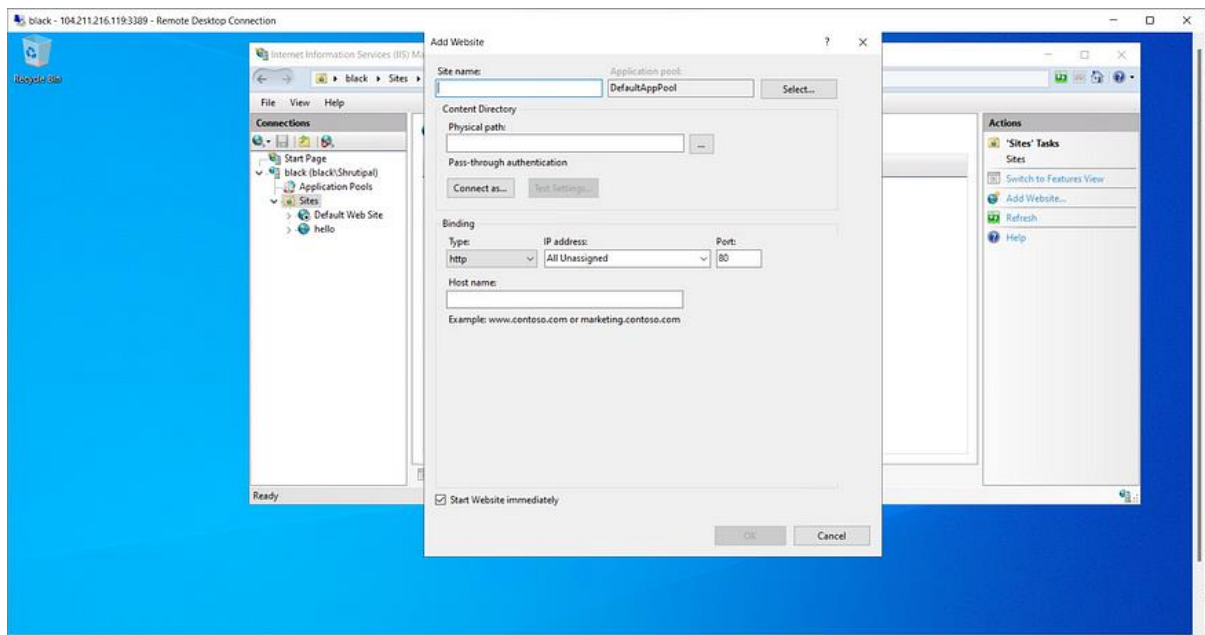 black - 104.211.216.119:3389 - Remote Desktop Connection
Recycle Bin
Internet Information Services (IIS)
black Sites
File View Help
Connections
Start Page
black (black\Shrutipal)
Application Pools
Sites
Default Web Site
hello
Ready
Add Website
?
Site name:
Application pool:
DefaultAppPool
Select...
Content Directory
Physical path:
...
Pass-through authentication
Connect as...
Test Settings...
Binding
Type:
IP address:
Port:
http
All Unassigned
80
Host name:
Example: www.contoso.com or marketing.contoso.com
Start Website immediately
OK
Cancel
Actions
'Sites' Tasks
Sites
Switch to Features View
Add Website...
Refresh
Help